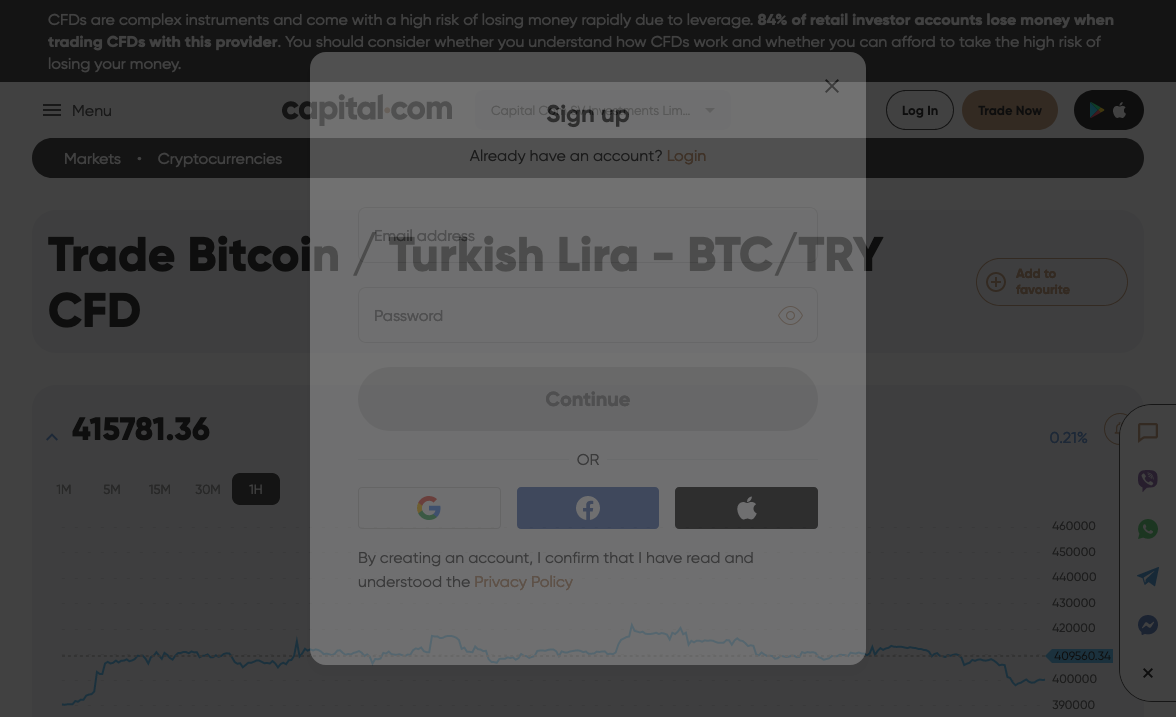 CFDs are complex instruments and come with a high risk of losing money rapidly due to leverage. 84% of retail investor accounts lose money when
trading CFDs with this provider. You should consider whether you understand how CFDs work and whether you can afford to take the high risk of
losing your money.
Menu
capital.com
Capital Com SV Investments Lim...
Log In
Trade Now
Sign up
Markets
Cryptocurrencies
Already have an account? Login
Email address
Trade Bitcoin / Turkish Lira - BTC/TRY
CFD
Add to
favourite
Password
Continue
415781.36
0.21%
OR
1M
5M
15M
30M
1H
By creating an account, I confirm that I have read and
understood the Privacy Policy
460000
450000
440000
430000
420000
409560.34
400000
390000